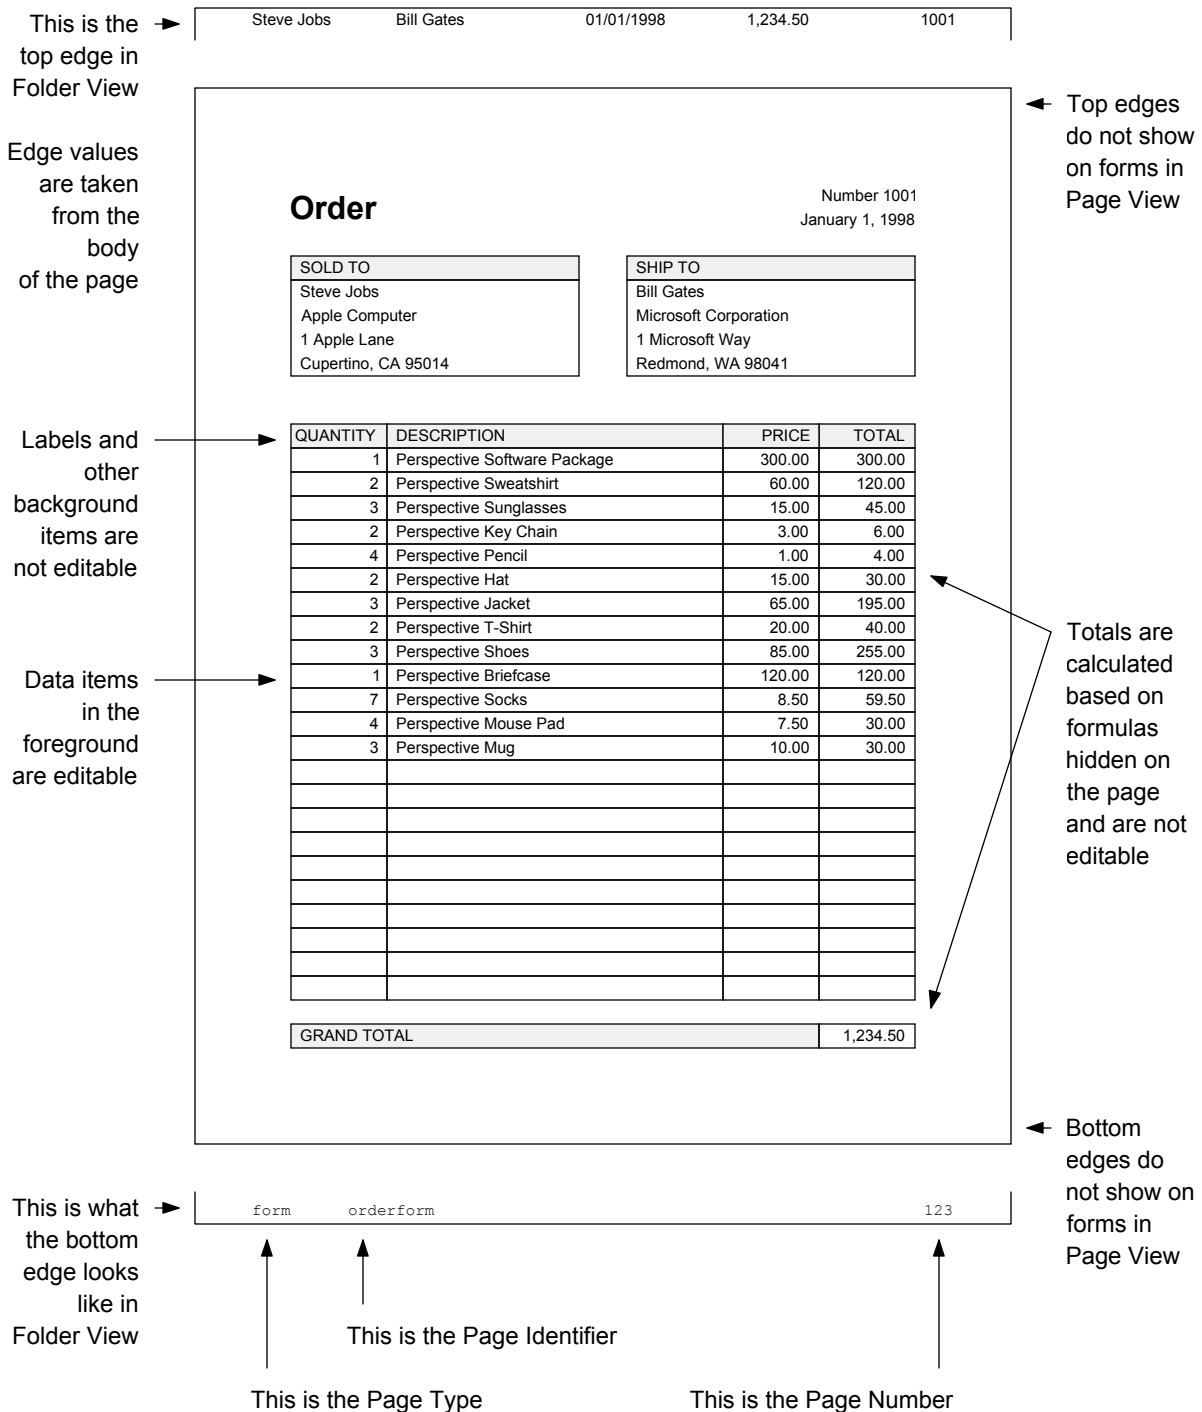 Steve Jobs Bill Gates 01/01/1998 1,234.50 1001
This is the
top edge in
Folder View
Edge values
are taken
from the
body
of the page
Top edges
do not show
on forms in
Page View
Order
Number 1001
January 1, 1998
SOLD TO
Steve Jobs
Apple Computer
1 Apple Lane
Cupertino, CA 95014
SHIP TO
Bill Gates
Microsoft Corporation
1 Microsoft Way
Redmond, WA 98041
Labels and
other
background
items are
not editable
Data items
in the
foreground
are editable
QUANTITY DESCRIPTION PRICE TOTAL
1 Perspective Software Package 300.00 300.00
2 Perspective Sweatshirt 60.00 120.00
3 Perspective Sunglasses 15.00 45.00
2 Perspective Key Chain 3.00 6.00
4 Perspective Pencil 1.00 4.00
2 Perspective Hat 15.00 30.00
3 Perspective Jacket 65.00 195.00
2 Perspective T-Shirt 20.00 40.00
3 Perspective Shoes 85.00 255.00
1 Perspective Briefcase 120.00 120.00
7 Perspective Socks 8.50 59.50
4 Perspective Mouse Pad 7.50 30.00
3 Perspective Mug 10.00 30.00
GRAND TOTAL 1,234.50
Totals are
calculated
based on
formulas
hidden on
the page
and are not
editable
Bottom
edges do
not show on
forms in
Page View
This is what
the bottom
edge looks
like in
Folder View
form orderform 123
This is the Page Identifier
This is the Page Type
This is the Page Number